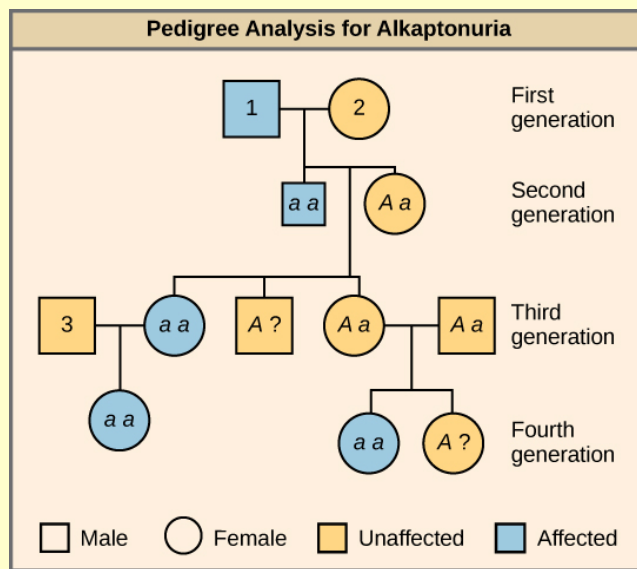 Pedigree Analysis for Alkaptonuria
1
2
First
generation
a a
A a
Second
generation
3
a a
A ?
A a
A a
Third
generation
a a
a a
A ?
Fourth
generation
Male
Female
Unaffected
Affected